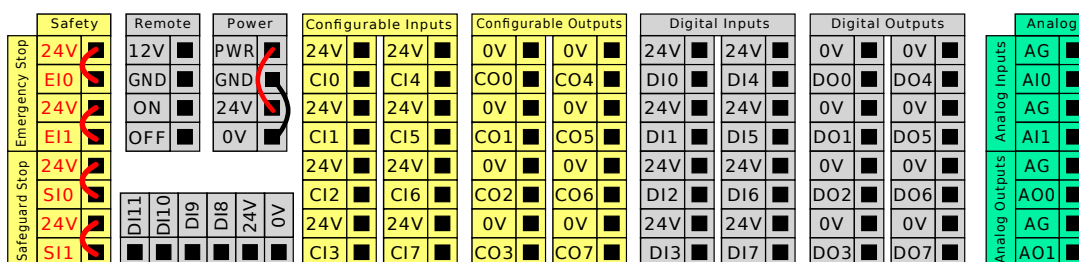 Safety
Emergency Stop
24V
EI0
24V
EI1
Safeguard Stop
24V
SI0
24V
SI1
Remote
12V
GND
ON
OFF
Power
PWR
GND
24V
0V
DI11
DI10
DI9
DI8
24V
0V
Configurable Inputs
24V 24V
CI0 CI4
24V 24V
CI1 CI5
24V 24V
CI2 CI6
24V 24V
CI3 CI7
Configurable Outputs
0V 0V
CO0 CO4
0V 0V
CO1 CO5
0V 0V
CO2 CO6
0V 0V
CO3 CO7
Digital Inputs
24V 24V
DI0 DI4
24V 24V
DI1 DI5
24V 24V
DI2 DI6
24V 24V
DI3 DI7
Digital Outputs
0V 0V
DO0 DO4
0V 0V
DO1 DO5
0V 0V
DO2 DO6
0V 0V
DO3 DO7
Analog
Analog Inputs
AG
AI0
AG
AI1
Analog Outputs
AG
AO0
AG
AO1